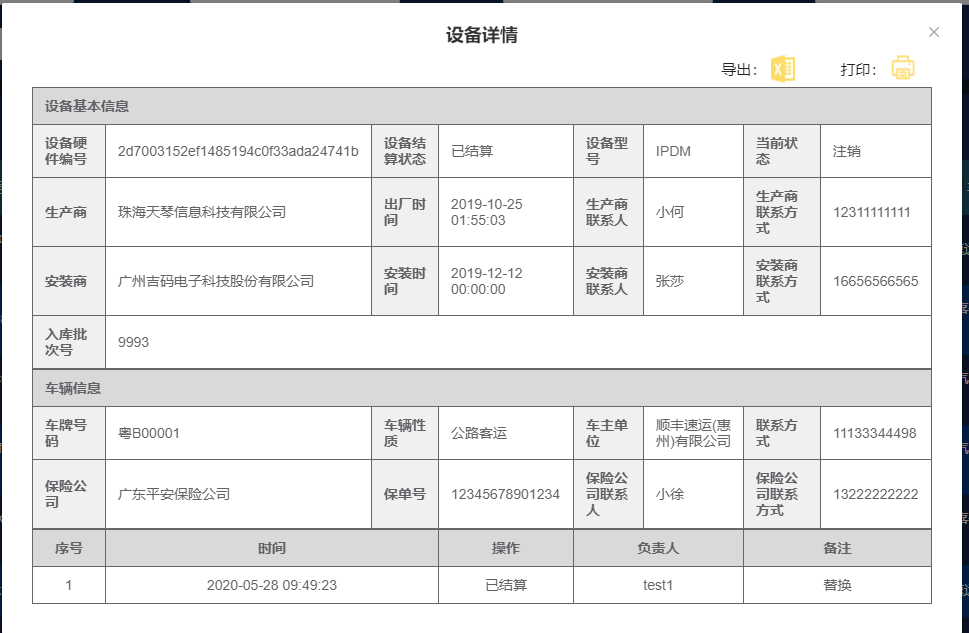 设备详情
导出： 打印：
设备基本信息
设备硬件编号 2d7003152ef1485194c0f33ada24741b 设备结算状态 已结算 设备型号 IPDM 当前状态 注销
生产商 珠海天琴信息科技有限公司 出厂时间 2019-10-25 01:55:03 生产商联系人 小何 生产商联系方式 12311111111
安装商 广州吉码电子科技股份有限公司 安装时间 2019-12-12 00:00:00 安装商联系人 张莎 安装商联系方式 16656566565
入库批次号 9993
车辆信息
车牌号码 粤B00001 车辆性质 公路客运 车主单位 顺丰速运(惠州)有限公司 联系方式 11133344498
保险公司 广东平安保险公司 保单号 12345678901234 保险公司联系人 小徐 保险公司联系方式 13222222222
序号 时间 操作 负责人 备注
1 2020-05-28 09:49:23 已结算 test1 替换